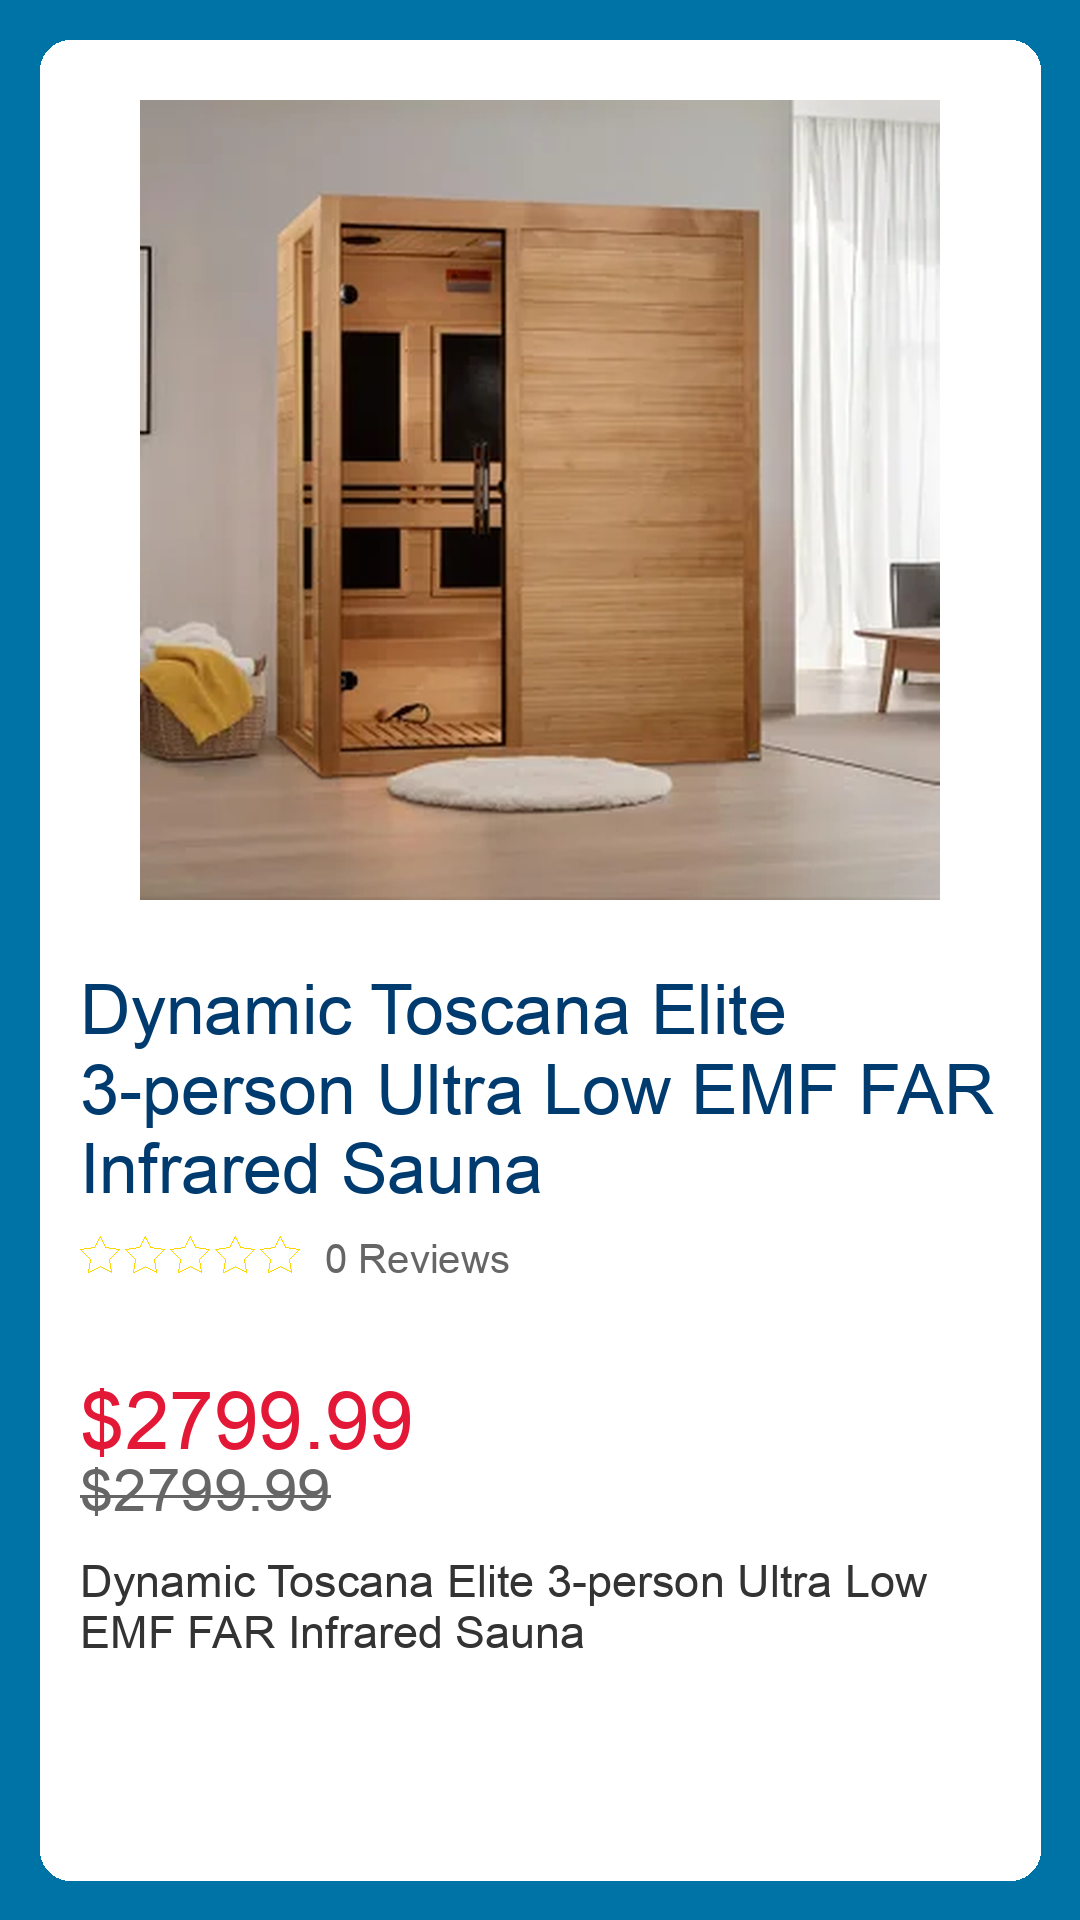 Dynamic Toscana Elite
3-person Ultra Low EMF FAR
Infrared Sauna
0 Reviews
$2799.99
$2799.99
Dynamic Toscana Elite 3-person Ultra Low
EMF FAR Infrared Sauna